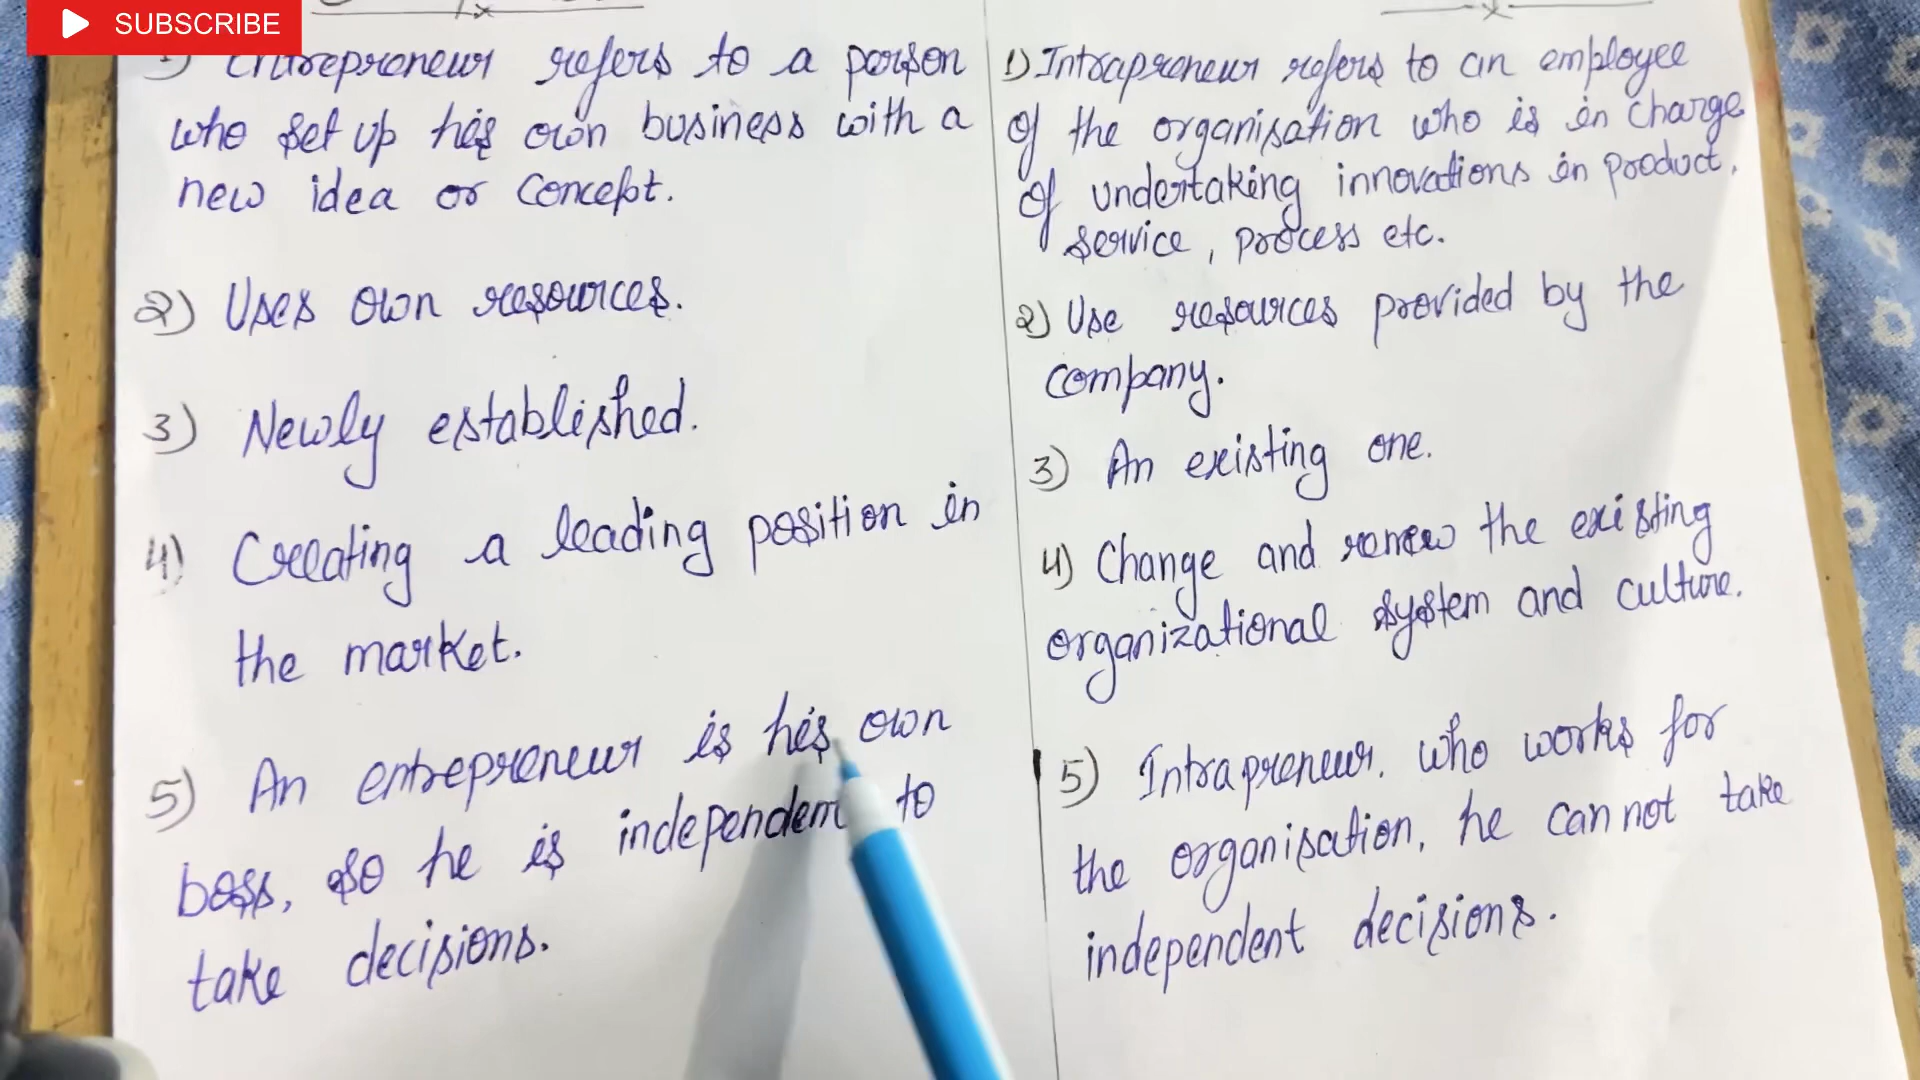 SUBSCRIBE
1) Entrepreneur refers to a person
who set up his own business with a
new idea or concept.
2) Uses own resources.
3) Newly established.
4) Creating a leading position in
the market.
5) An entrepreneur is his own
boss, so he is independent to
take decisions.
1) Intrapreneur refers to an employee
of the organisation who is in charge
of undertaking innovations in product,
service, process etc.
2) Use resources provided by the
company.
3) An existing one.
4) Change and renew the existing
organizational system and culture.
5) Intrapreneur, who works for
the organisation, he can not take
independent decisions.